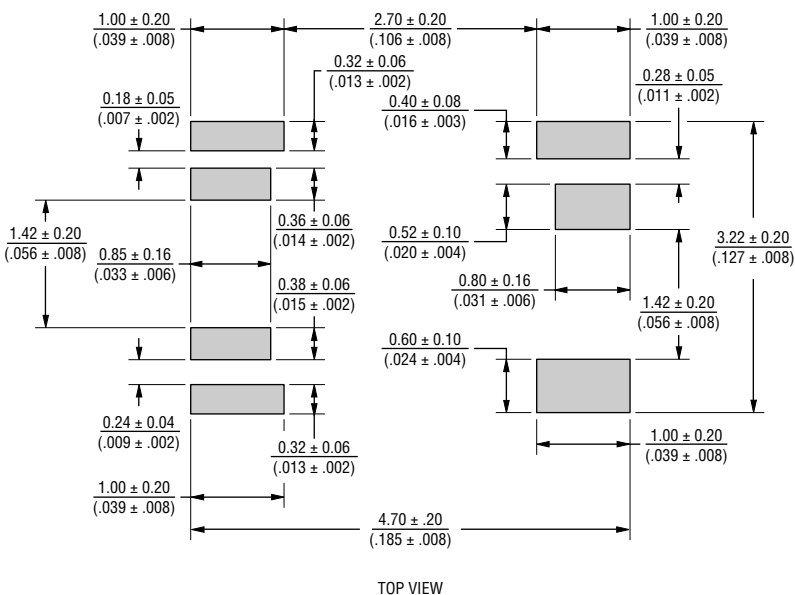 1.00 ± 0.20
(.039 ± .008)
2.70 ± 0.20
(.106 ± .008)
1.00 ± 0.20
(.039 ± .008)
0.32 ± 0.06
(.013 ± .002)
0.28 ± 0.05
(.011 ± .002)
0.18 ± 0.05
(.007 ± .002)
0.40 ± 0.08
(.016 ± .003)
1.42 ± 0.20
(.056 ± .008)
0.36 ± 0.06
(.014 ± .002)
0.52 ± 0.10
(.020 ± .004)
3.22 ± 0.20
(.127 ± .008)
0.85 ± 0.16
(.033 ± .006)
0.38 ± 0.06
(.015 ± .002)
0.80 ± 0.16
(.031 ± .006)
1.42 ± 0.20
(.056 ± .008)
0.60 ± 0.10
(.024 ± .004)
0.24 ± 0.04
(.009 ± .002)
0.32 ± 0.06
(.013 ± .002)
1.00 ± 0.20
(.039 ± .008)
1.00 ± 0.20
(.039 ± .008)
4.70 ± .20
(.185 ± .008)
TOP VIEW